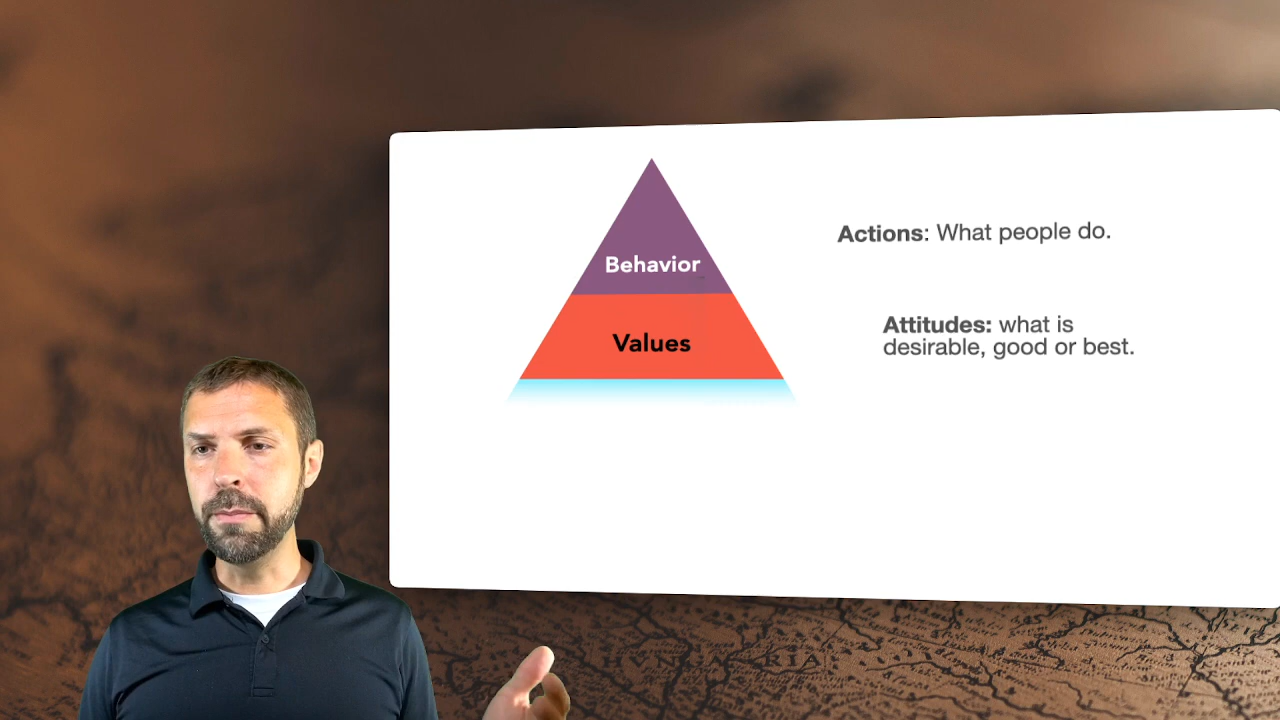 Behavior
Actions: What people do.
Values
Attitudes: what is
desirable, good or best.